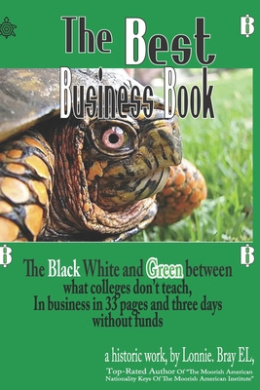 The Best
Business Book
The Black White and Green between
what colleges don't teach,
In business in 33 pages and three days
without funds
a historic work, by Lonnie. Bray EL,
Top-Rated Author Of "The Moorish American
Nationality Keys Of The Moorish American Institute"